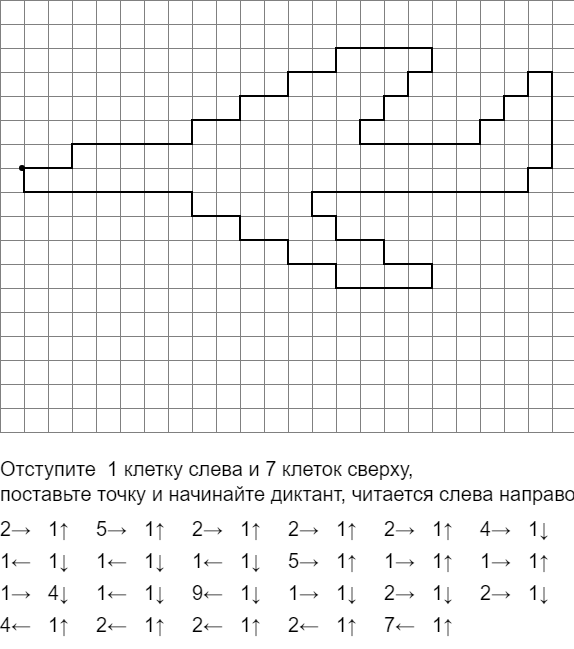 Отступите 1 клетку слева и 7 клеток сверху,
поставьте точку и начинайте диктант, читается слева направо
2→ 1↑ 5→ 1↑ 2→ 1↑ 2→ 1↑ 2→ 1↑ 4→ 1↓
1← 1↓ 1← 1↓ 1← 1↓ 5→ 1↑ 1→ 1↑ 1→ 1↑
1→ 4↓ 1← 1↓ 9← 1↓ 1→ 1↓ 2→ 1↓ 2→ 1↓
4← 1↑ 2← 1↑ 2← 1↑ 2← 1↑ 7← 1↑